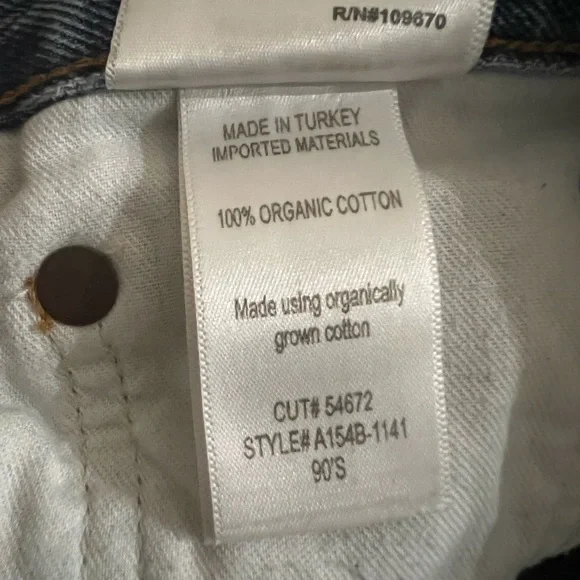 R/N#109670
MADE IN TURKEY
IMPORTED MATERIALS
100% ORGANIC COTTON
Made using organically
grown cotton
CUT# 54672
STYLE# A154B-1141
90'S